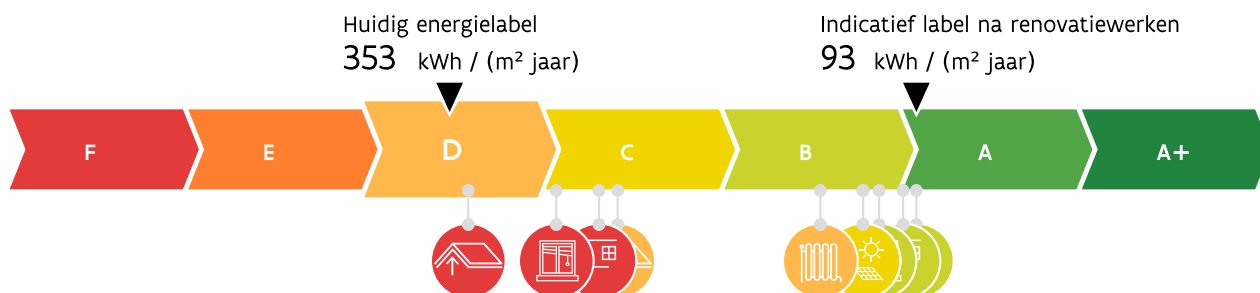 Huidig energielabel
353 kWh / (m² jaar)
Indicatief label na renovatiewerken
93 kWh / (m² jaar)
F E D C B A A+